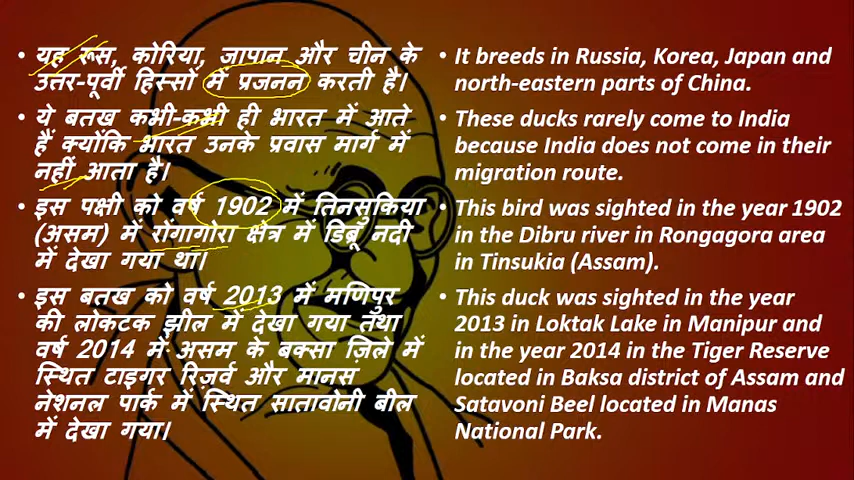 • यह रूस, कोरिया, जापान और चीन के
उत्तर-पूर्वी हिस्सों में प्रजनन करती है।
• ये बतख कभी-कभी ही भारत में आते
हैं क्योंकि भारत उनके प्रवास मार्ग में
नहीं आता है।
• इस पक्षी को वर्ष 1902 में तिनसुकिया
(असम) में रोंगागोरा क्षेत्र में डिब्रू नदी
में देखा गया था।
• इस बतख को वर्ष 2013 में मणिपुर
की लोकटक झील में देखा गया तथा
वर्ष 2014 में असम के बक्सा ज़िले में
स्थित टाइगर रिज़र्व और मानस
नेशनल पार्क में स्थित सातावोनी बील
में देखा गया।
• It breeds in Russia, Korea, Japan and
north-eastern parts of China.
• These ducks rarely come to India
because India does not come in their
migration route.
• This bird was sighted in the year 1902
in the Dibru river in Rongagora area
in Tinsukia (Assam).
• This duck was sighted in the year
2013 in Loktak Lake in Manipur and
in the year 2014 in the Tiger Reserve
located in Baksa district of Assam and
Satavoni Beel located in Manas
National Park.